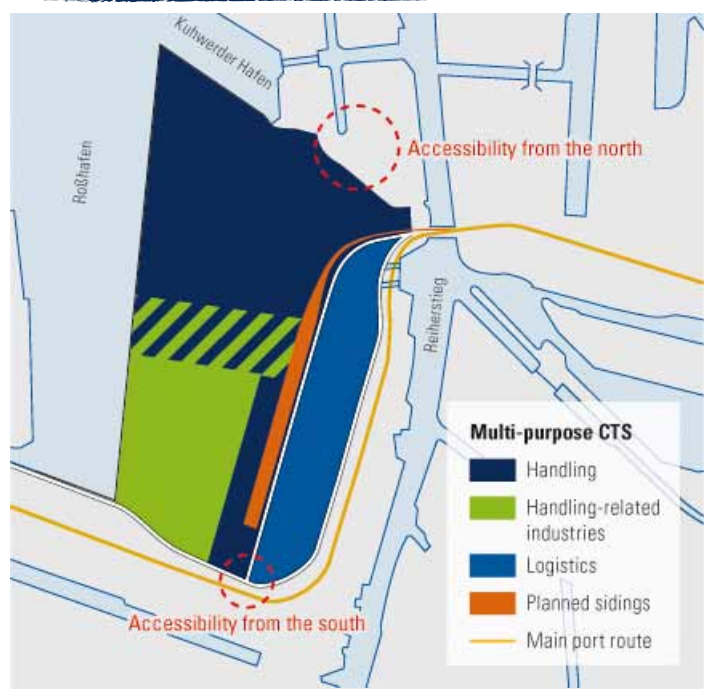 Kuhwerder Hafen
Roßhafen
Accessibility from the north
Reiherstieg
Multi-purpose CTS
Handling
Handling-related
industries
Logistics
Planned sidings
Main port route
Accessibility from the south